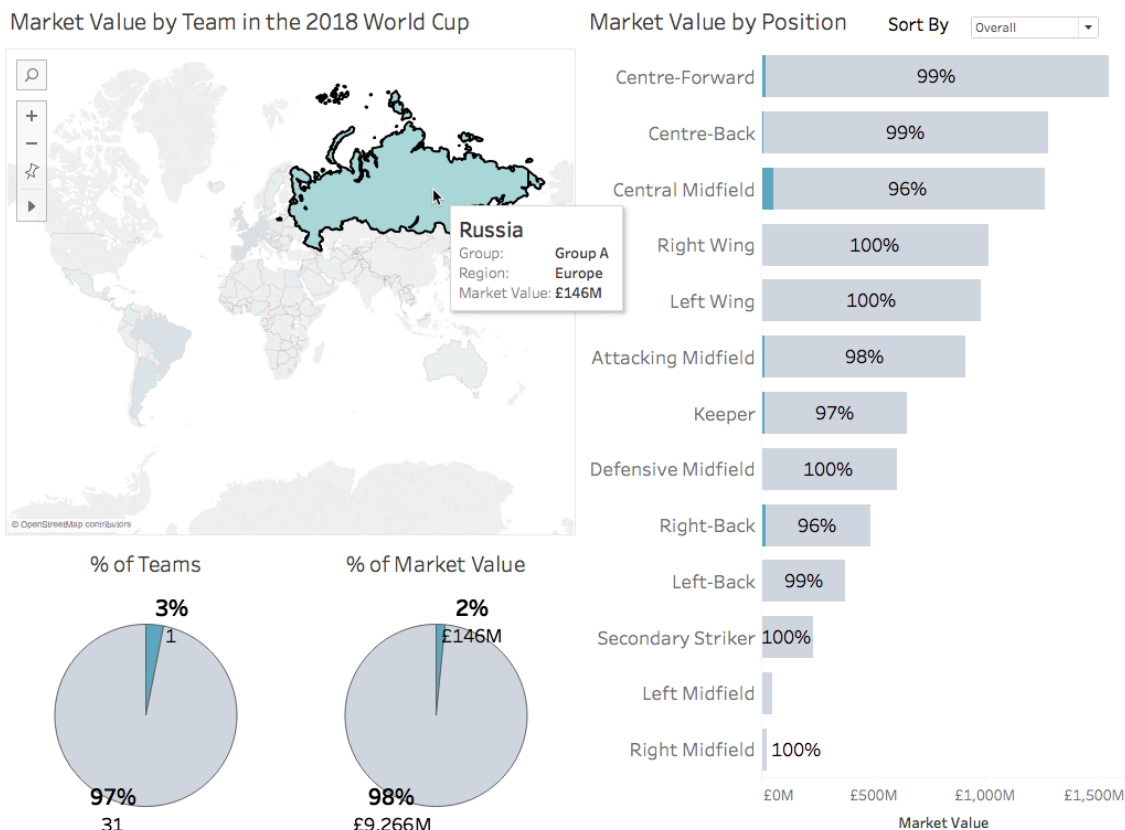 Market Value by Team in the 2018 World Cup
© OpenStreetMap contributors
Russia
Group: Group A
Region: Europe
Market Value: £146M
% of Teams
3%
1
97%
31
% of Market Value
2%
£146M
98%
£9,266M
Market Value by Position
Sort By Overall
Centre-Forward 99%
Centre-Back 99%
Central Midfield 96%
Right Wing 100%
Left Wing 100%
Attacking Midfield 98%
Keeper 97%
Defensive Midfield 100%
Right-Back 96%
Left-Back 99%
Secondary Striker 100%
Left Midfield
Right Midfield 100%
£0M £500M £1,000M £1,500M
Market Value